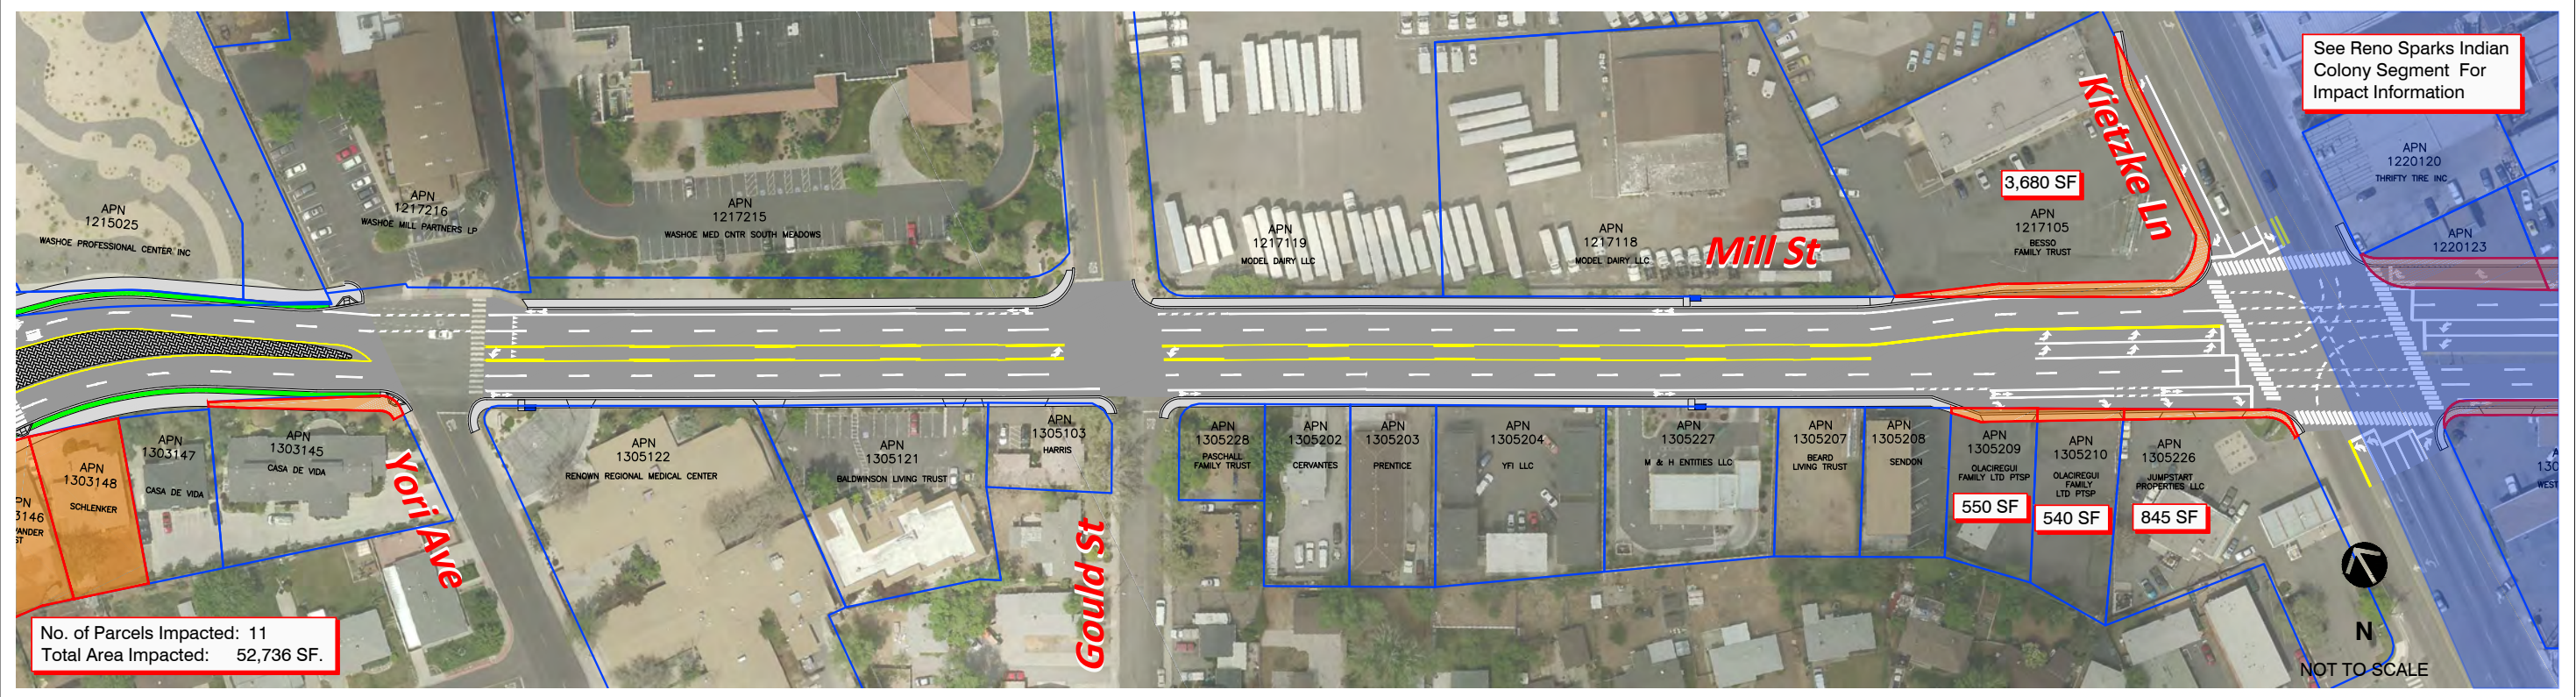 See Reno Sparks Indian
Colony Segment For
Impact Information
Kietzke Ln
APN
1220120
THRIFTY TIRE INC
APN
1220123
3,680 SF
APN
1217105
BESSO
FAMILY TRUST
APN
1215025
WASHOE PROFESSIONAL CENTER INC
APN
1217216
WASHOE MILL PARTNERS LP
APN
1217215
WASHOE MED CNTR SOUTH MEADOWS
APN
1217119
MODEL DAIRY LLC
APN
1217118
MODEL DAIRY LLC
Mill St
PN
3146
ANDER
ST
APN
1303148
SCHLENKER
APN
1303147
CASA DE VIDA
APN
1303145
CASA DE VIDA
Yori Ave
APN
1305122
RENOWN REGIONAL MEDICAL CENTER
APN
1305121
BALDWINSON LIVING TRUST
APN
1305103
HARRIS
Gould St
APN
1305228
PASCHALL
FAMILY TRUST
APN
1305202
CERVANTES
APN
1305203
PRENTICE
APN
1305204
YFI LLC
APN
1305227
M & H ENTITIES LLC
APN
1305207
BEARD
LIVING TRUST
APN
1305208
SENDON
APN
1305209
OLACIREGUI
FAMILY LTD PTSP
550 SF
APN
1305210
OLACIREGUI
FAMILY
LTD PTSP
540 SF
APN
1305226
JUMPSTART
PROPERTIES LLC
845 SF
A
130
WEST
No. of Parcels Impacted: 11
Total Area Impacted: 52,736 SF.
N
NOT TO SCALE